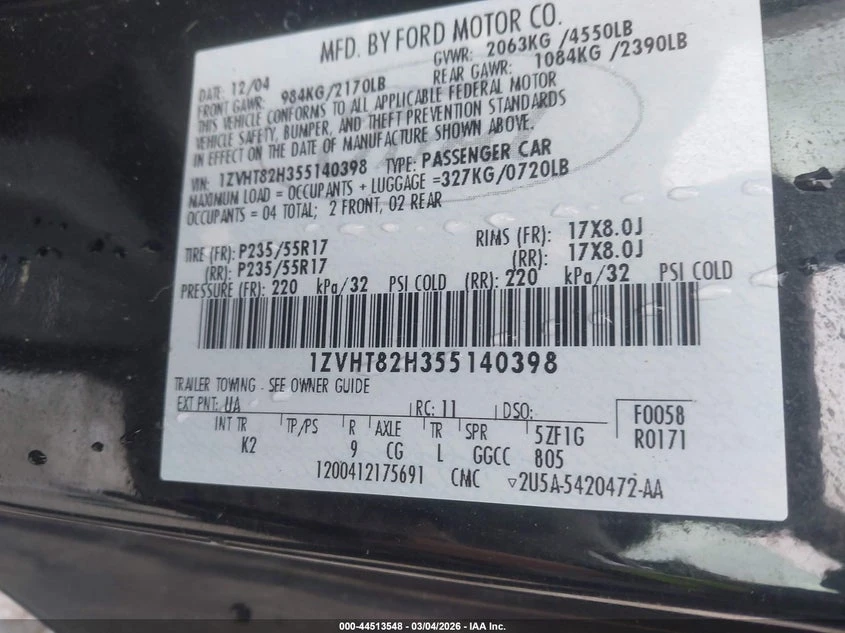 MFD. BY FORD MOTOR CO.
DATE: 12/04 GVWR: 2063KG /4550LB
FRONT GAWR: 984KG/2170LB REAR GAWR: 1084KG /2390LB
THIS VEHICLE CONFORMS TO ALL APPLICABLE FEDERAL MOTOR
VEHICLE SAFETY, BUMPER, AND THEFT PREVENTION STANDARDS
IN EFFECT ON THE DATE OF MANUFACTURE SHOWN ABOVE.
VIN: 1ZVHT82H355140398 TYPE: PASSENGER CAR
MAXIMUM LOAD = OCCUPANTS + LUGGAGE =327KG/0720LB
OCCUPANTS = 04 TOTAL; 2 FRONT, 02 REAR
TIRE (FR): P235/55R17 RIMS (FR): 17X8.0J
(RR): P235/55R17 (RR): 17X8.0J
PRESSURE (FR): 220 kPa/32 PSI COLD (RR): 220 kPa/32 PSI COLD
1ZVHT82H355140398
TRAILER TOWING - SEE OWNER GUIDE
EXT PNT: UA RC: 11 DSO: F0058
INT TR TP/PS R AXLE TR SPR 5ZF1G R0171
K2 9 CG L GGCC 805
1200412175691 CMC ▽2U5A-5420472-AA
000-44513548 - 03/04/2026 - IAA Inc.